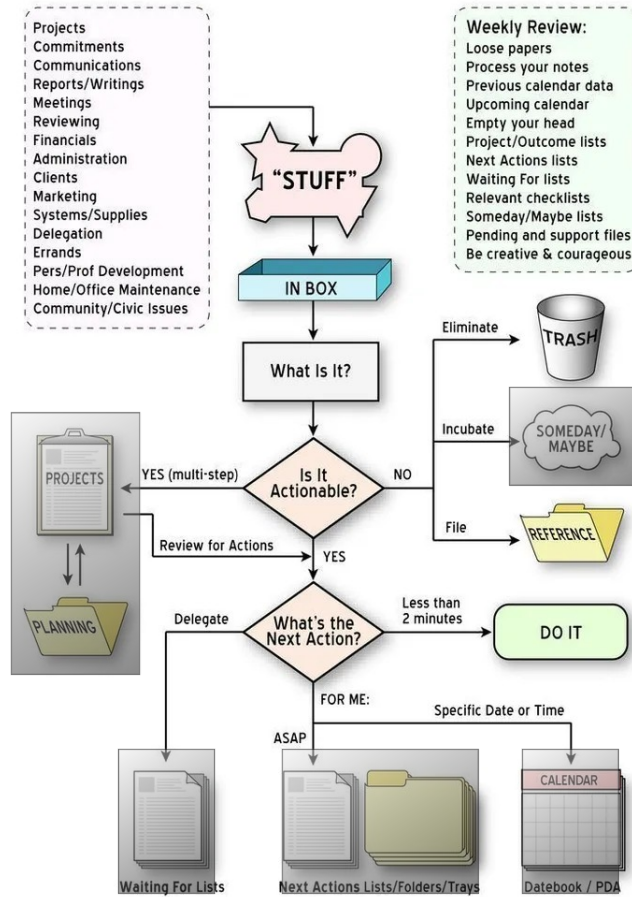 Projects
Commitments
Communications
Reports/Writings
Meetings
Reviewing
Financials
Administration
Clients
Marketing
Systems/Supplies
Delegation
Errands
Pers/Prof Development
Home/Office Maintenance
Community/Civic Issues
Weekly Review:
Loose papers
Process your notes
Previous calendar data
Upcoming calendar
Empty your head
Project/Outcome lists
Next Actions lists
Waiting For lists
Relevant checklists
Someday/Maybe lists
Pending and support files
Be creative & courageous
"STUFF"
IN BOX
What Is It?
Eliminate
TRASH
Incubate
SOMEDAY/
MAYBE
File
REFERENCE
Is It
Actionable?
NO
YES (multi-step)
PROJECTS
Review for Actions
YES
PLANNING
Delegate
What's the
Next Action?
Less than
2 minutes
DO IT
FOR ME:
Specific Date or Time
ASAP
CALENDAR
Waiting For Lists
Next Actions Lists/Folders/Trays
Datebook / PDA